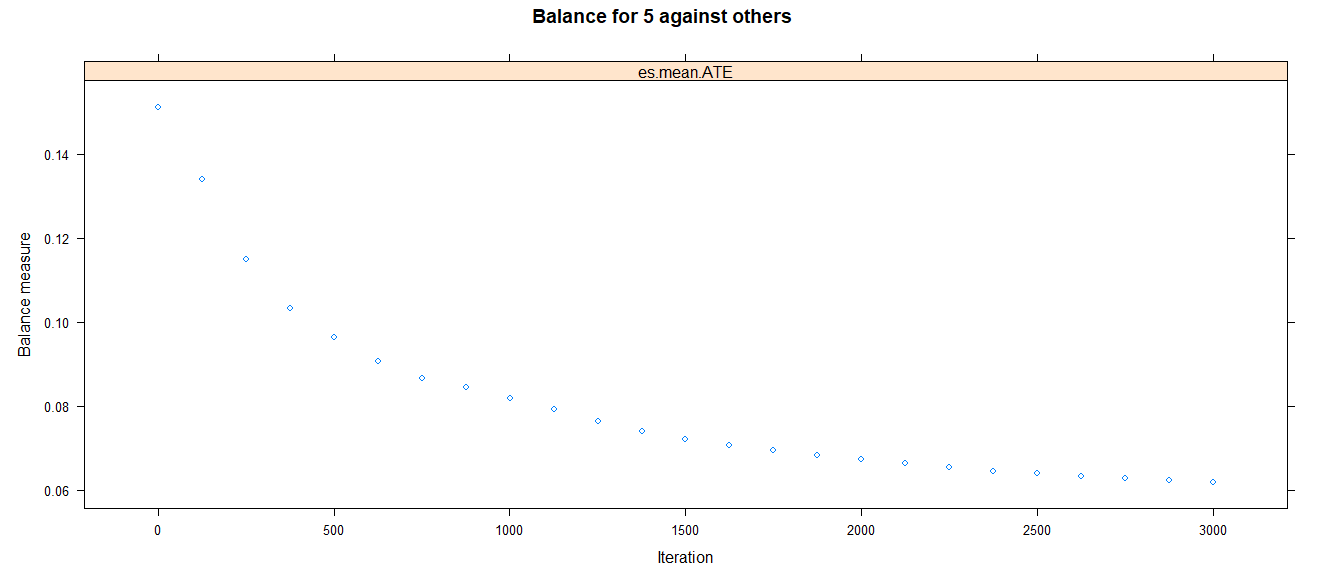 Balance for 5 against others
es.mean.ATE
Balance measure
0.14
0.12
0.10
0.08
0.06
0 500 1000 1500 2000 2500 3000
Iteration